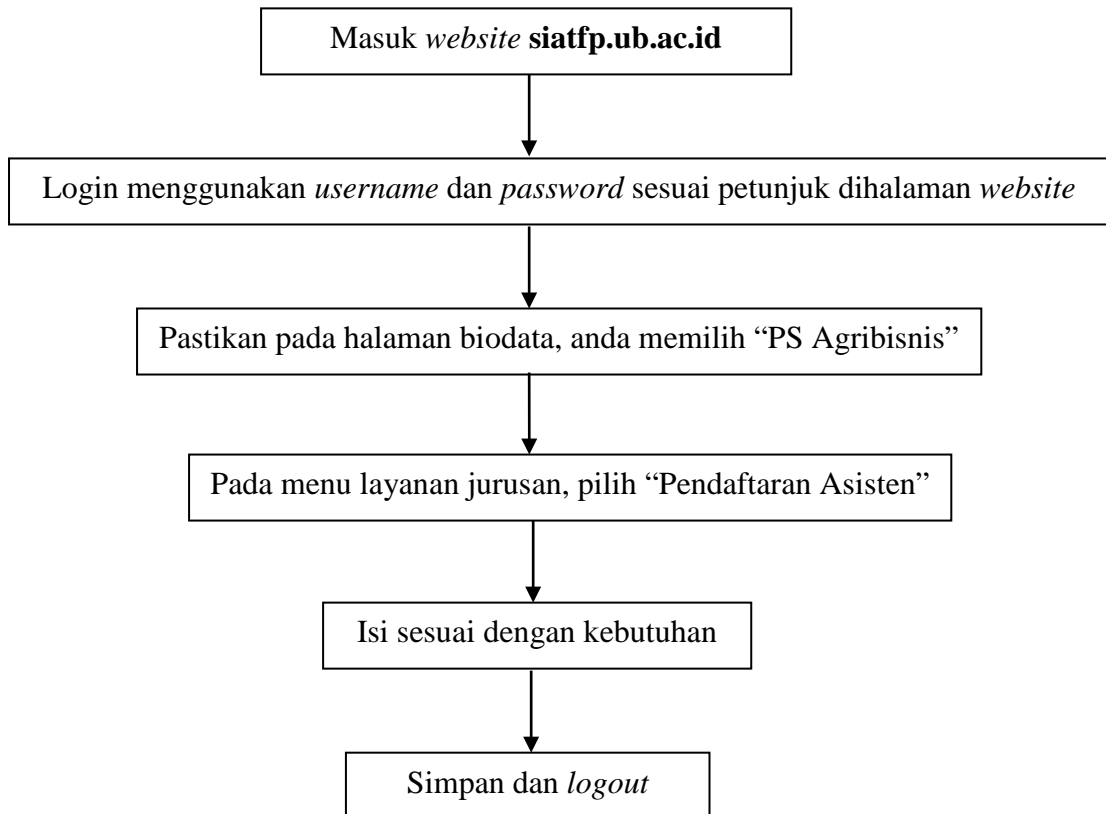 Masuk website siatfp.ub.ac.id
Login menggunakan username dan password sesuai petunjuk dihalaman website
Pastikan pada halaman biodata, anda memilih “PS Agribisnis”
Pada menu layanan jurusan, pilih “Pendaftaran Asisten”
Isi sesuai dengan kebutuhan
Simpan dan logout